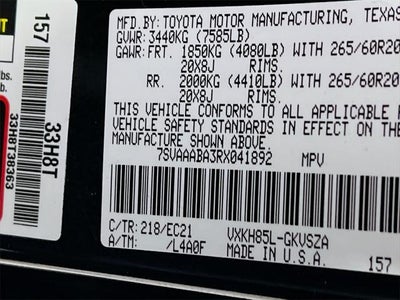 MFD.BY: TOYOTA MOTOR MANUFACTURING, TEXAS
GVWR: 3440KG (7585LB)
GAWR: FRT. 1850KG (4080LB) WITH 265/60R20
20X8J RIMS.
RR. 2000KG (4410LB) WITH 265/60R20
20X8J RIMS.
THIS VEHICLE CONFORMS TO ALL APPLICABLE
VEHICLE SAFETY STANDARDS IN EFFECT ON
MANUFACTURE SHOWN ABOVE.
7SVAAABA3RX041892 MPV
C/TR: 218/EC21 VXKH85L-GKVSZA
A/TM: /L4A0F MADE IN U.S.A.
157
157
33H8T
33H8T38363
lbs.